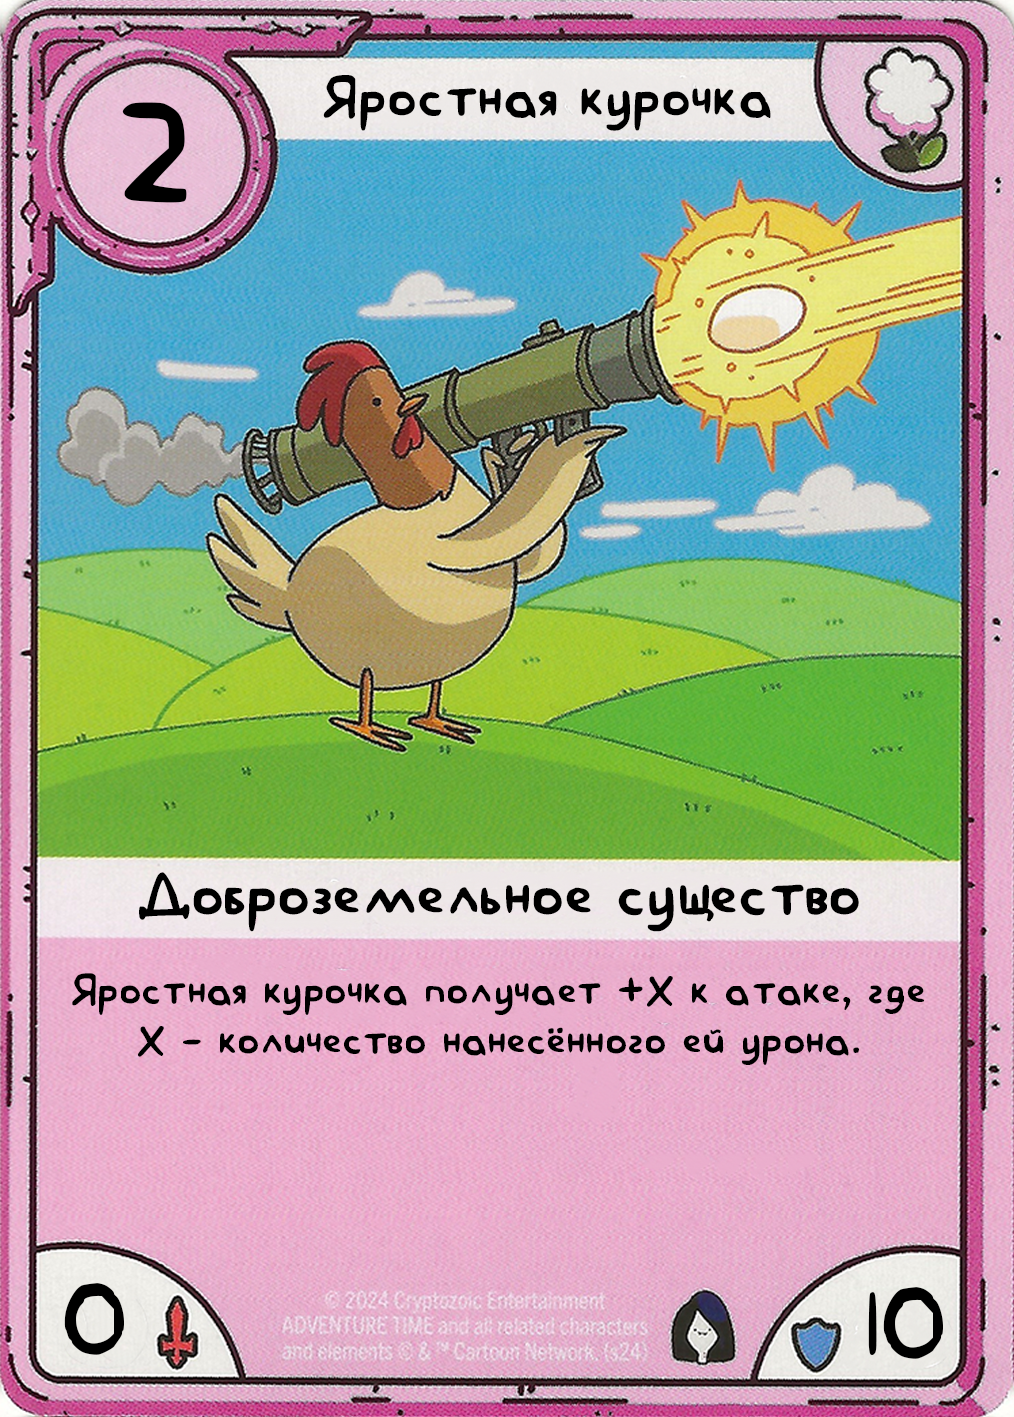 2
Яростная курочка
Доброземельное существо
Яростная курочка получает +X к атаке, где
X - количество нанесённого ей урона.
0
10
© 2024 Cryptozoic Entertainment
ADVENTURE TIME and all related characters
and elements © & ™ Cartoon Network. (s24)